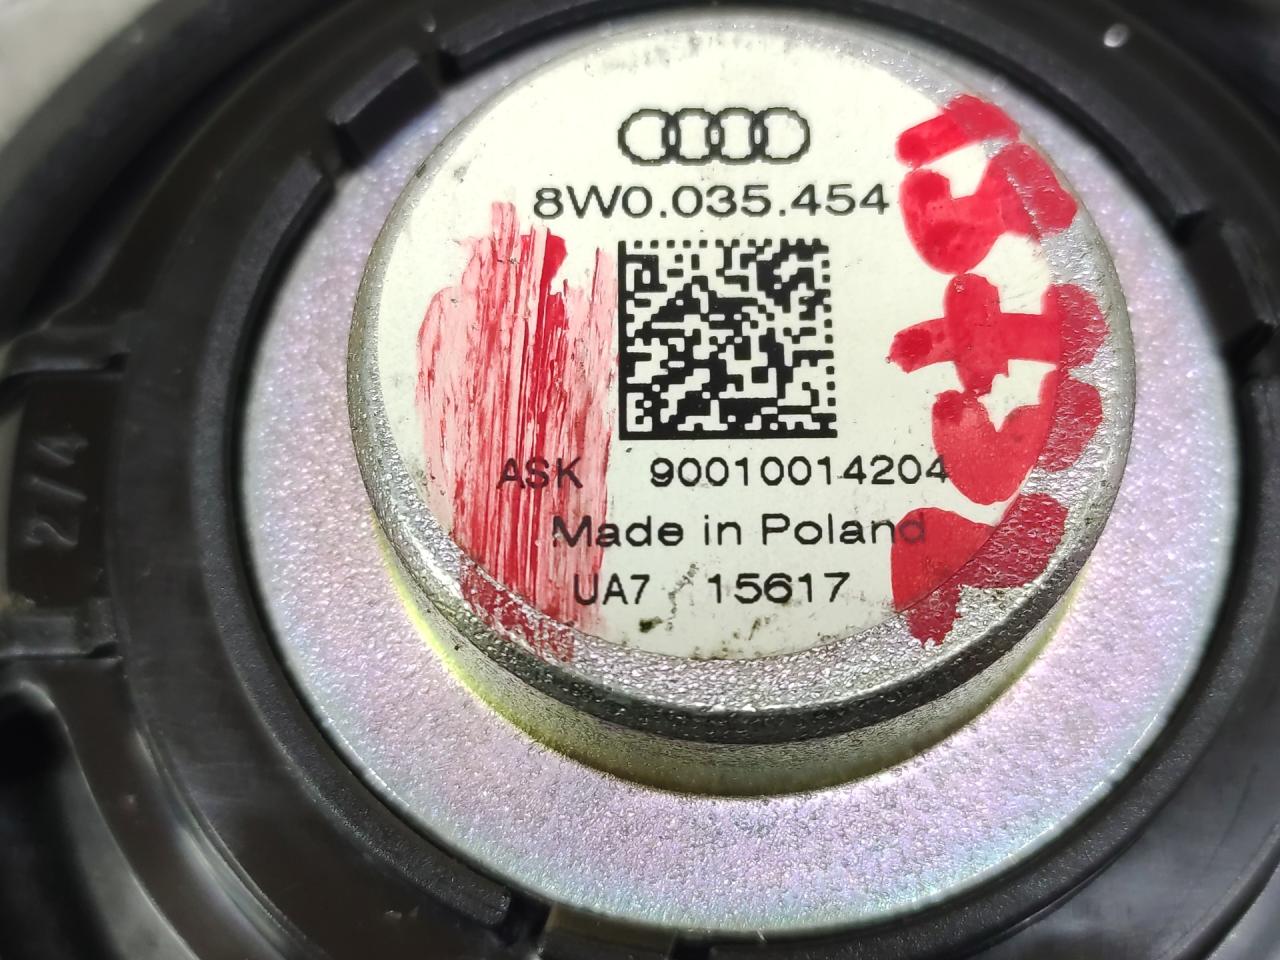 8W0.035.454
ASK 90010014204
Made in Poland
UA7 15617
2/4